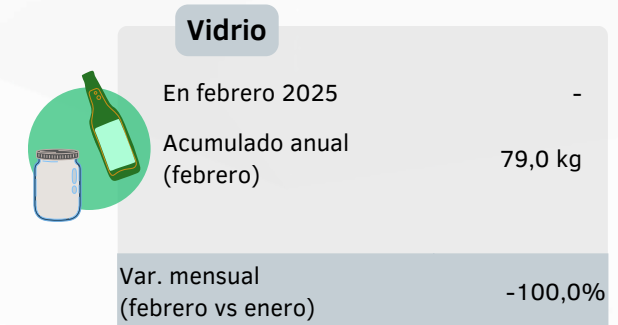 Vidrio
En febrero 2025 -
Acumulado anual
(febrero) 79,0 kg
Var. mensual
(febrero vs enero) -100,0%